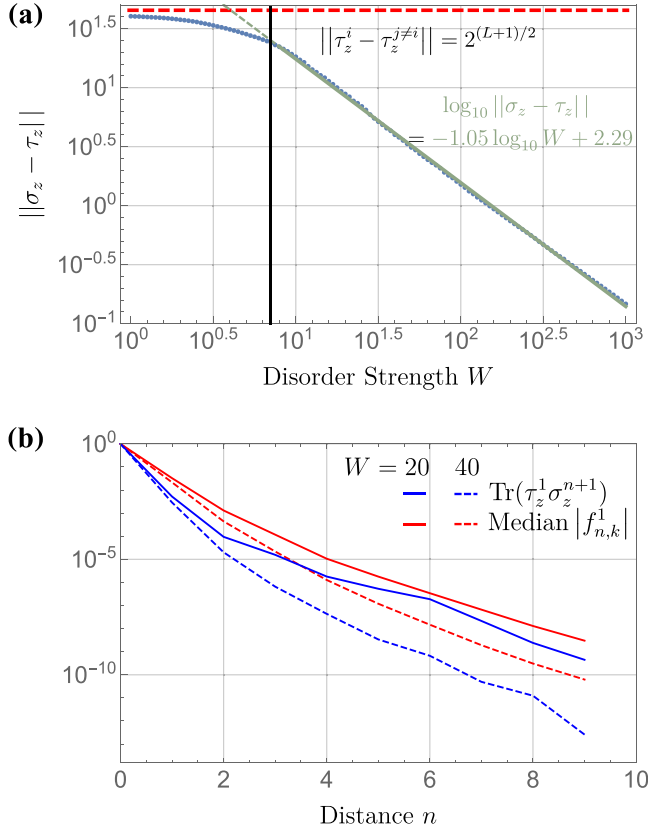 (a)
10^1.5
||τ_z^i − τ_z^{j≠i}|| = 2^{(L+1)/2}
10^1
log_10 ||σ_z − τ_z||
= −1.05 log_10 W + 2.29
10^0.5
||σ_z − τ_z||
10^0
10^−0.5
10^−1
10^0 10^0.5 10^1 10^1.5 10^2 10^2.5 10^3
Disorder Strength W
(b)
10^0
W = 20 40
Tr(τ_z^1 σ_z^{n+1})
Median |f_{n,k}^1|
10^−5
10^−10
0 2 4 6 8 10
Distance n